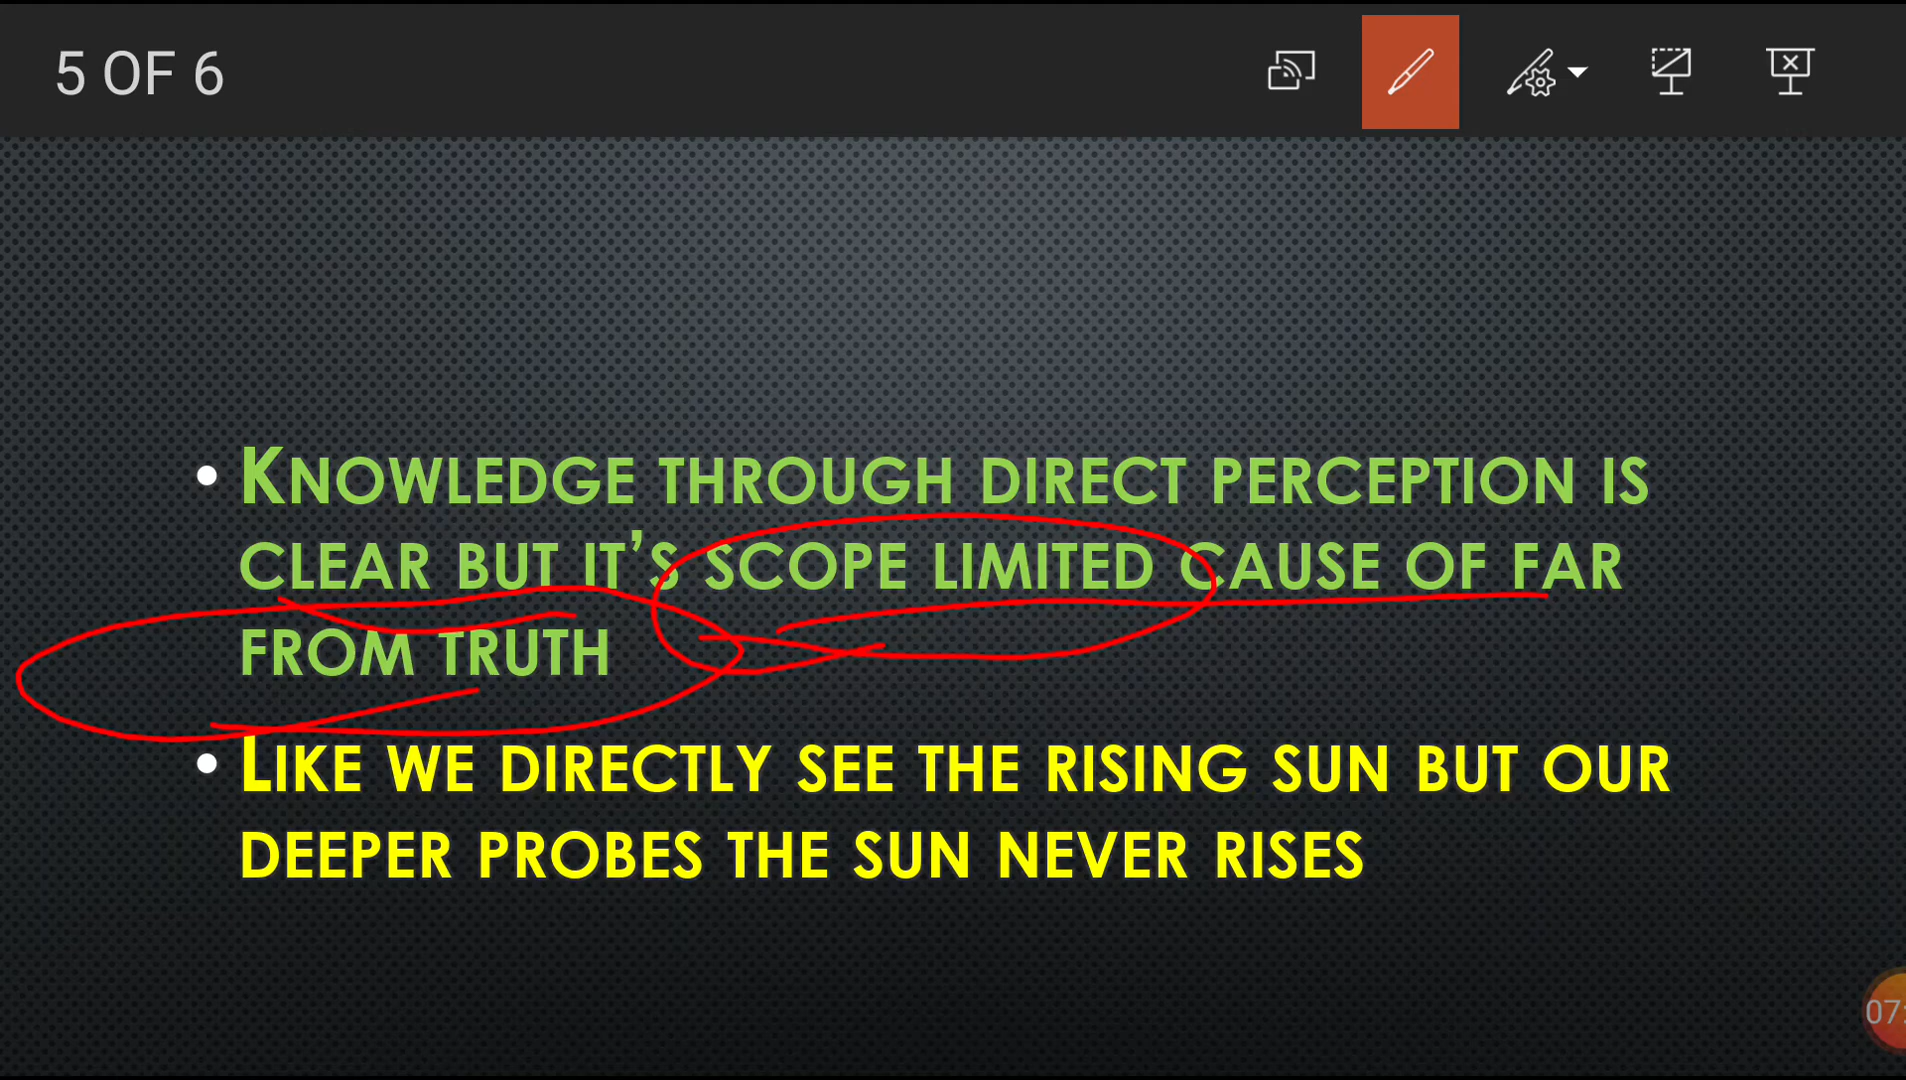 5 OF 6
KNOWLEDGE THROUGH DIRECT PERCEPTION IS
CLEAR BUT IT’S SCOPE LIMITED CAUSE OF FAR
FROM TRUTH
LIKE WE DIRECTLY SEE THE RISING SUN BUT OUR
DEEPER PROBES THE SUN NEVER RISES
07: